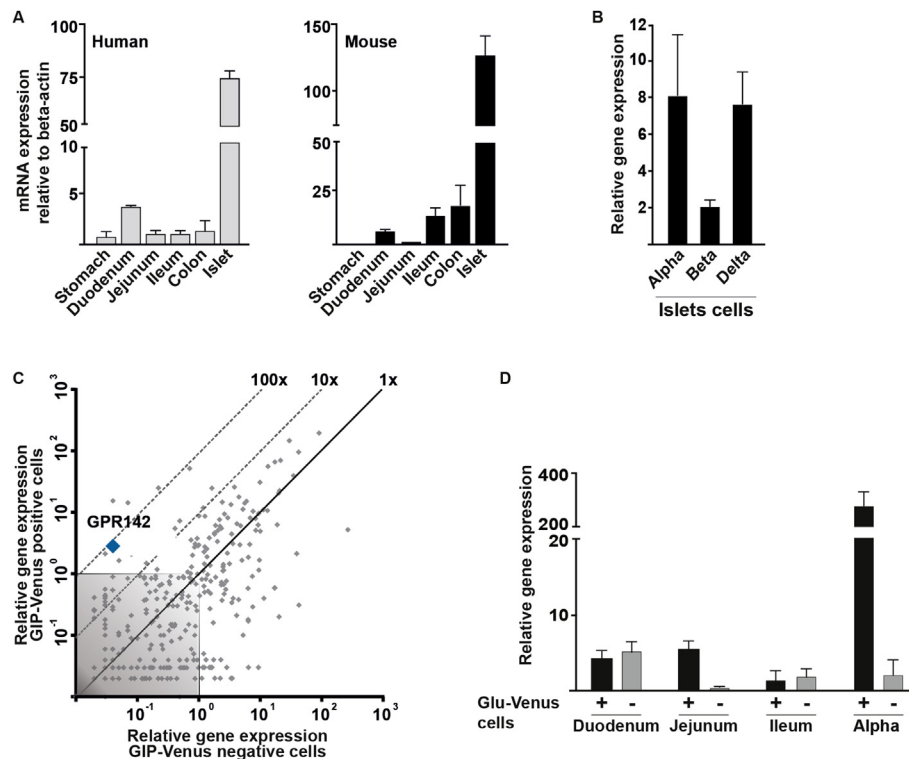 A
Human
Mouse
mRNA expression
relative to beta-actin
100
75
50
10
5
150
100
50
25
Stomach
Duodenum
Jejunum
Ileum
Colon
Islet
Stomach
Duodenum
Jejunum
Ileum
Colon
Islet
B
Relative gene expression
12
10
8
6
4
2
Alpha
Beta
Delta
Islets cells
C
100x
10x
1x
Relative gene expression
GIP-Venus positive cells
10³
10²
10¹
10⁰
10⁻¹
GPR142
10⁻¹
10⁰
10¹
10²
10³
Relative gene expression
GIP-Venus negative cells
D
Relative gene expression
400
200
20
10
Glu-Venus
cells
+ - + - + - + -
Duodenum Jejunum Ileum Alpha